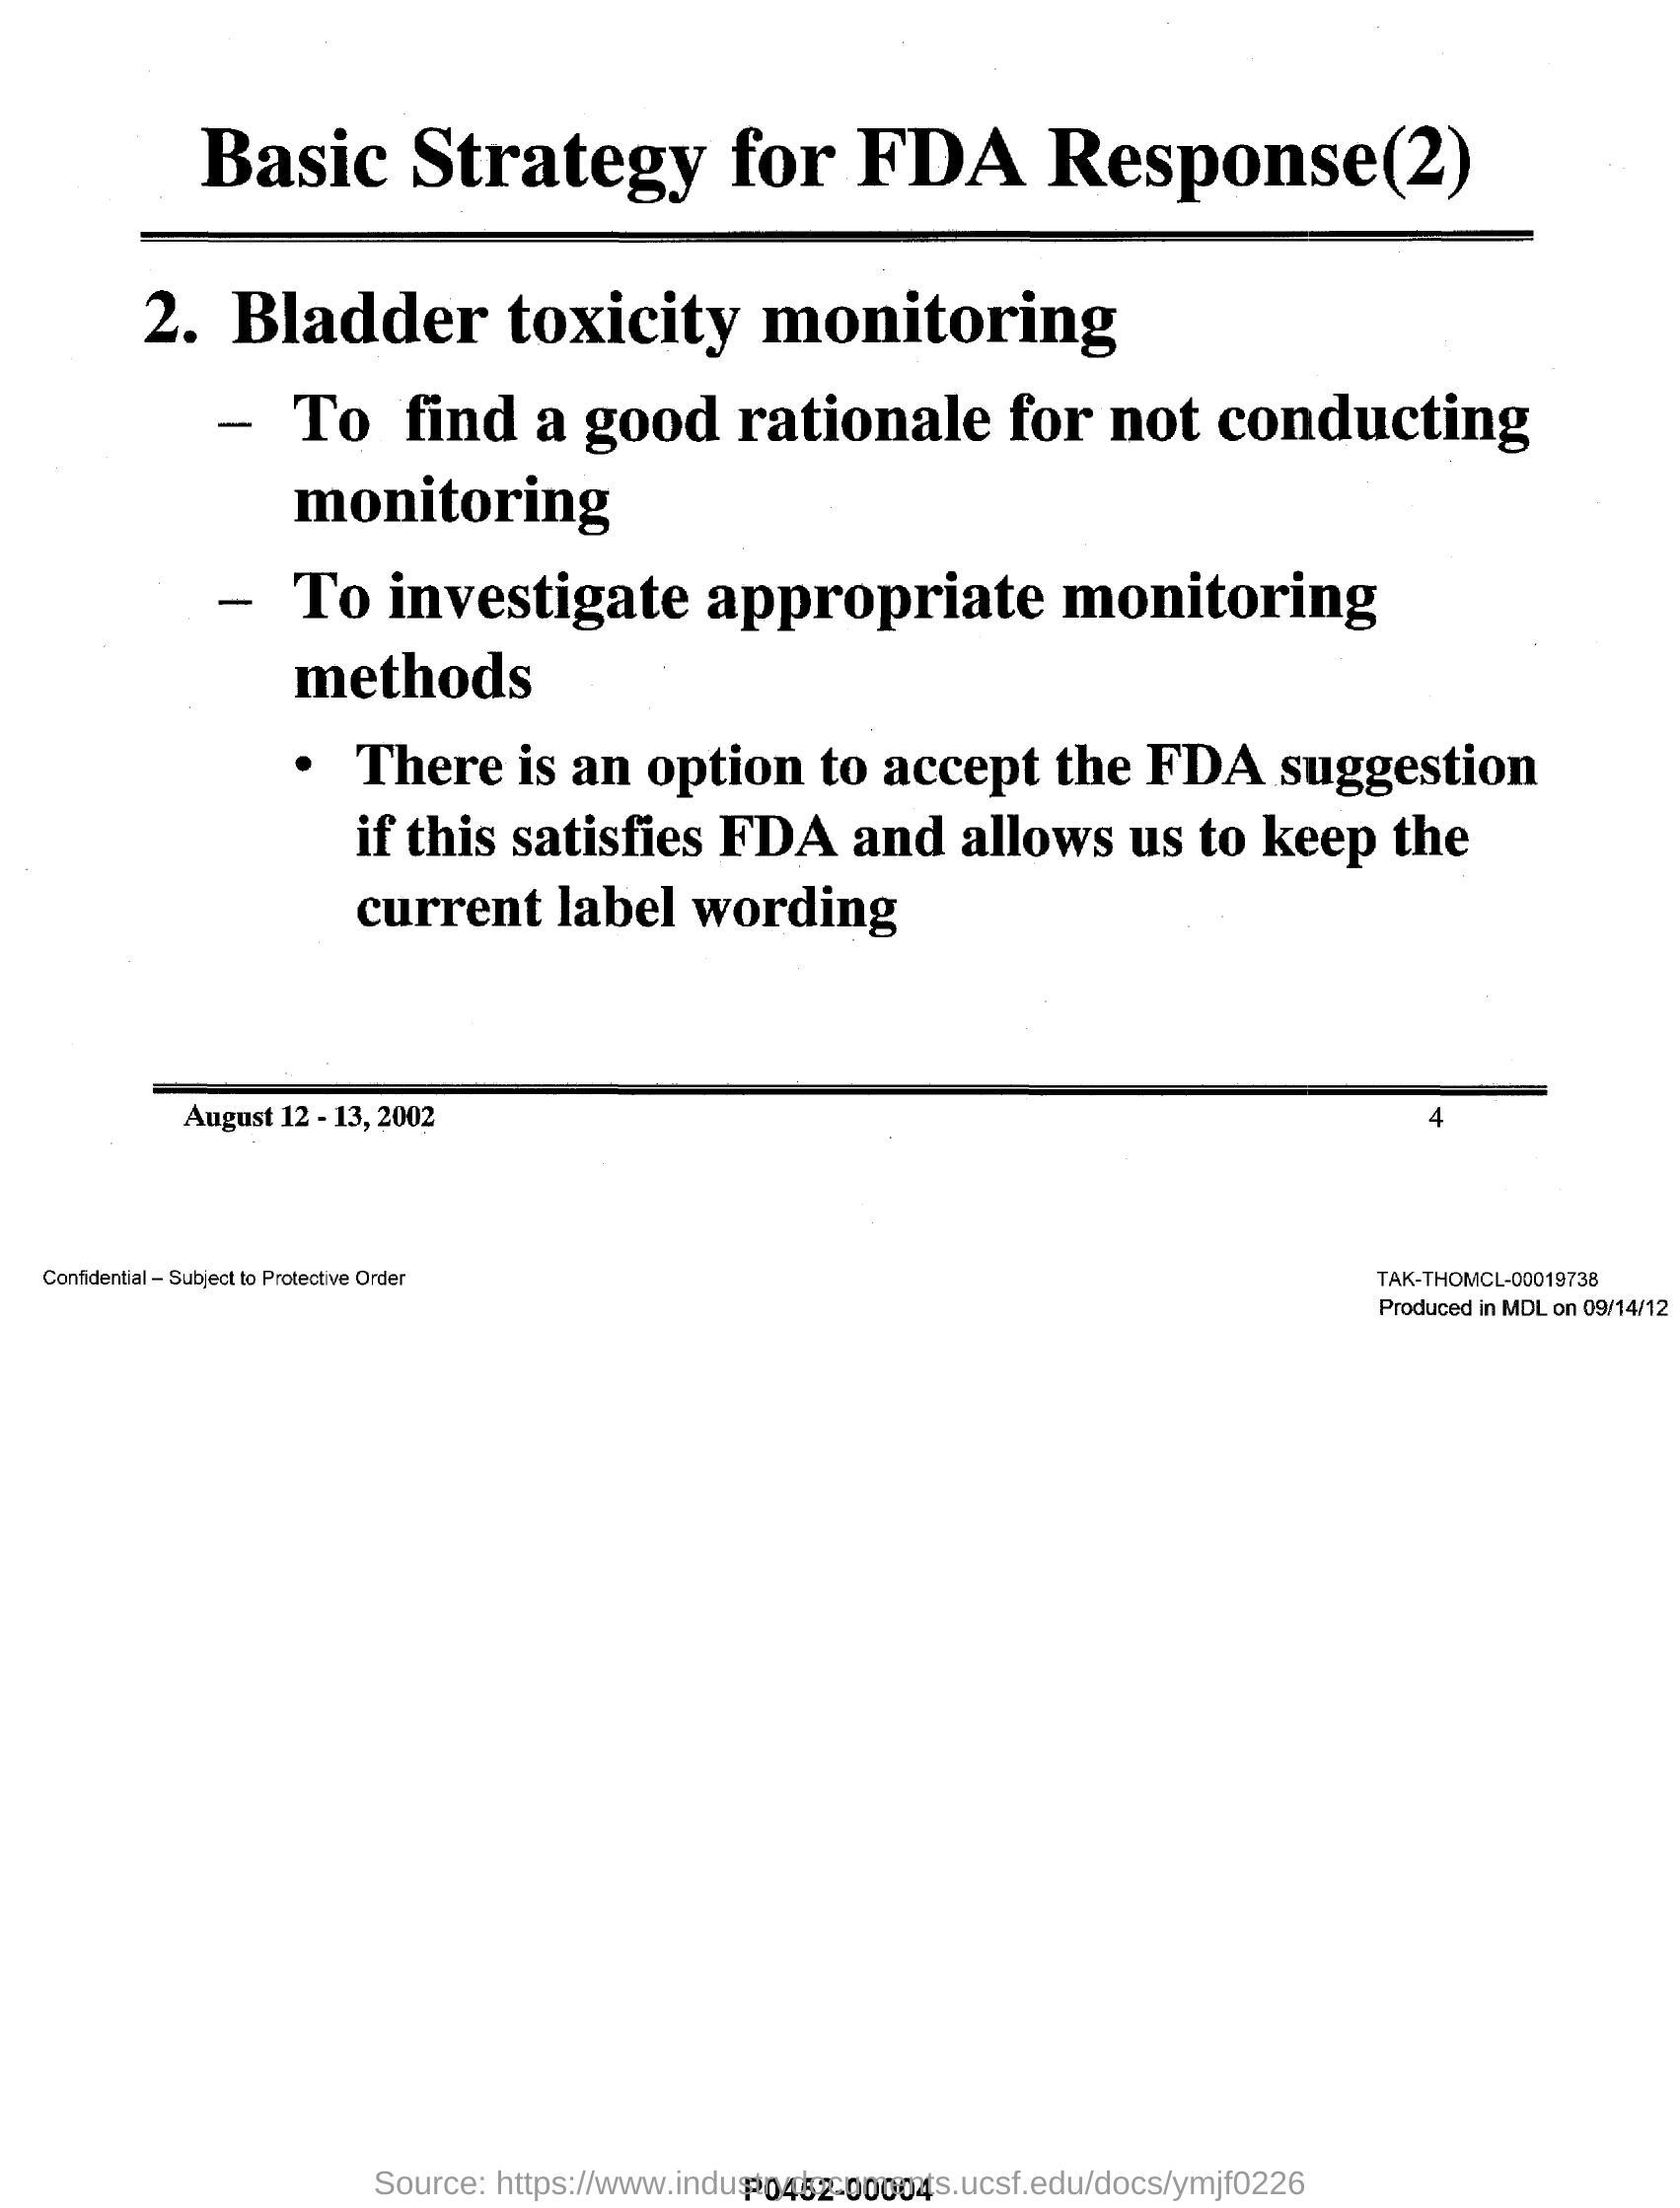 Basic Strategy for FDA Response(2)
2. Bladder toxicity monitoring
– To find a good rationale for not conducting
monitoring
– To investigate appropriate monitoring
methods
• There is an option to accept the FDA suggestion
if this satisfies FDA and allows us to keep the
current label wording
August 12 - 13, 2002 4
Confidential – Subject to Protective Order
TAK-THOMCL-00019738
Produced in MDL on 09/14/12
Source: https://www.industrydocuments.ucsf.edu/docs/ymjf0226
P0452-00004